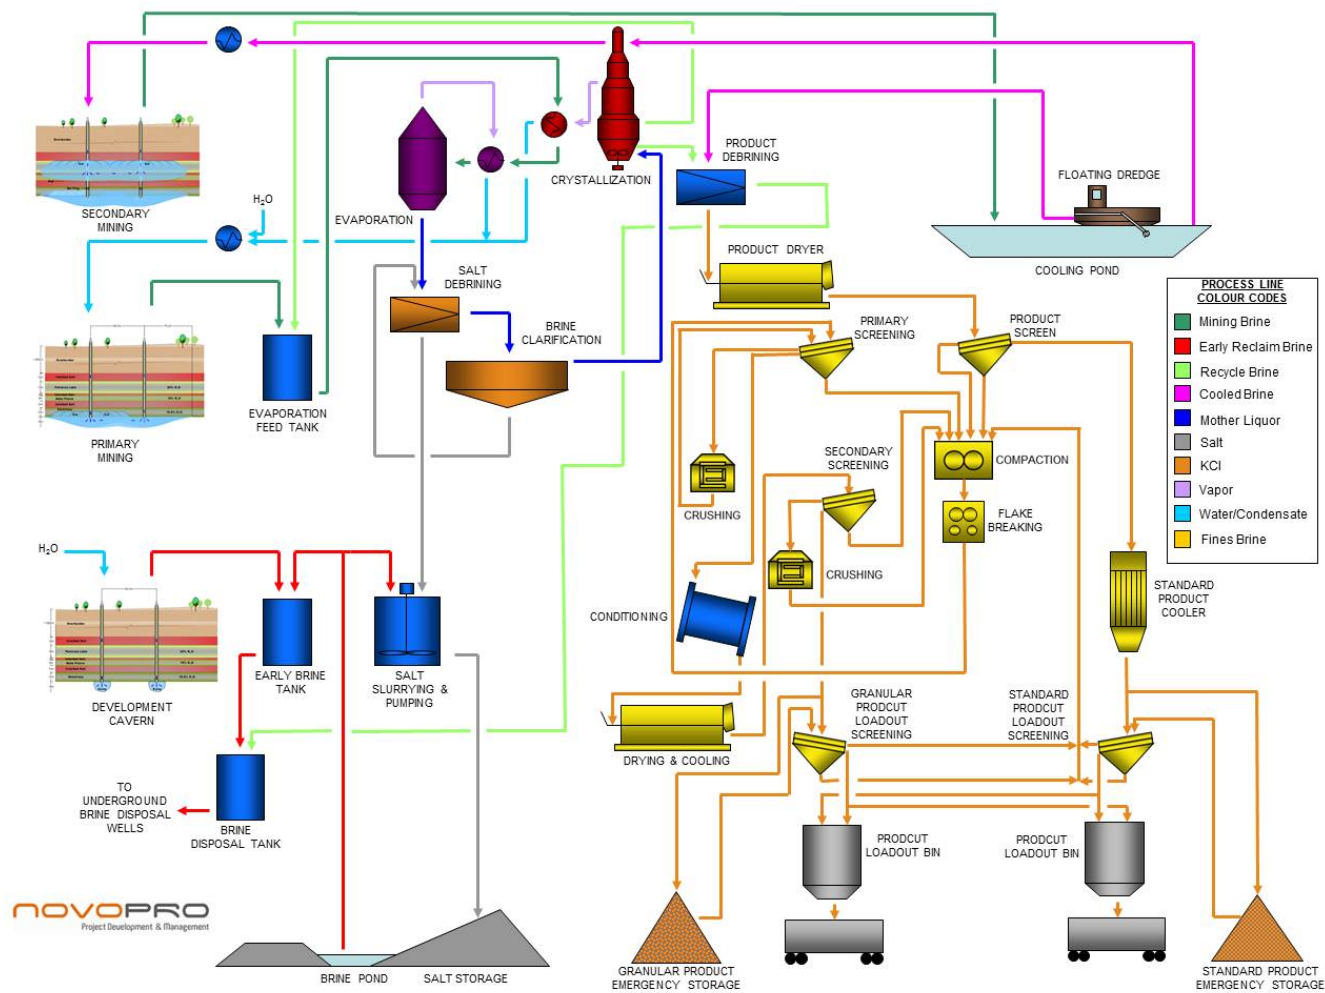 SECONDARY
MINING
H2O
EVAPORATION
CRYSTALLIZATION
PRODUCT
DEBRINING
FLOATING DREDGE
COOLING POND
PRODUCT DRYER
SALT
DEBRINING
BRINE
CLARIFICATION
PRIMARY
SCREENING
PRODUCT
SCREEN
PROCESS LINE
COLOUR CODES
Mining Brine
Early Reclaim Brine
Recycle Brine
Cooled Brine
Mother Liquor
Salt
KCl
Vapor
Water/Condensate
Fines Brine
PRIMARY
MINING
EVAPORATION
FEED TANK
SECONDARY
SCREENING
COMPACTION
CRUSHING
FLAKE
BREAKING
H2O
CRUSHING
CONDITIONING
STANDARD
PRODUCT
COOLER
DEVELOPMENT
CAVERN
EARLY BRINE
TANK
SALT
SLURRYING &
PUMPING
GRANULAR
PRODCUT
LOADOUT
SCREENING
STANDARD
PRODCUT
LOADOUT
SCREENING
DRYING & COOLING
TO
UNDERGROUND
BRINE DISPOSAL
WELLS
BRINE
DISPOSAL TANK
PRODCUT
LOADOUT BIN
PRODCUT
LOADOUT BIN
NOVOPRO
Project Development & Management
BRINE POND
SALT STORAGE
GRANULAR PRODUCT
EMERGENCY STORAGE
STANDARD PRODUCT
EMERGENCY STORAGE